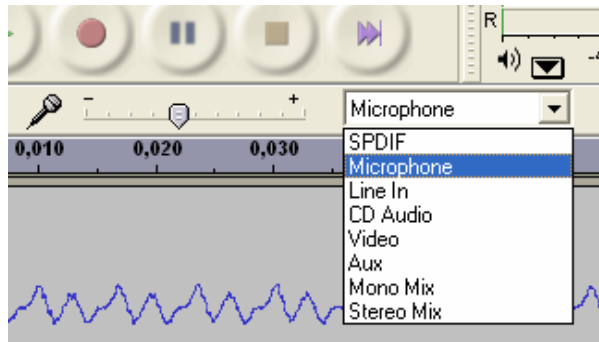 R
-4
- +
Microphone
0,010 0,020 0,030
SPDIF
Microphone
Line In
CD Audio
Video
Aux
Mono Mix
Stereo Mix